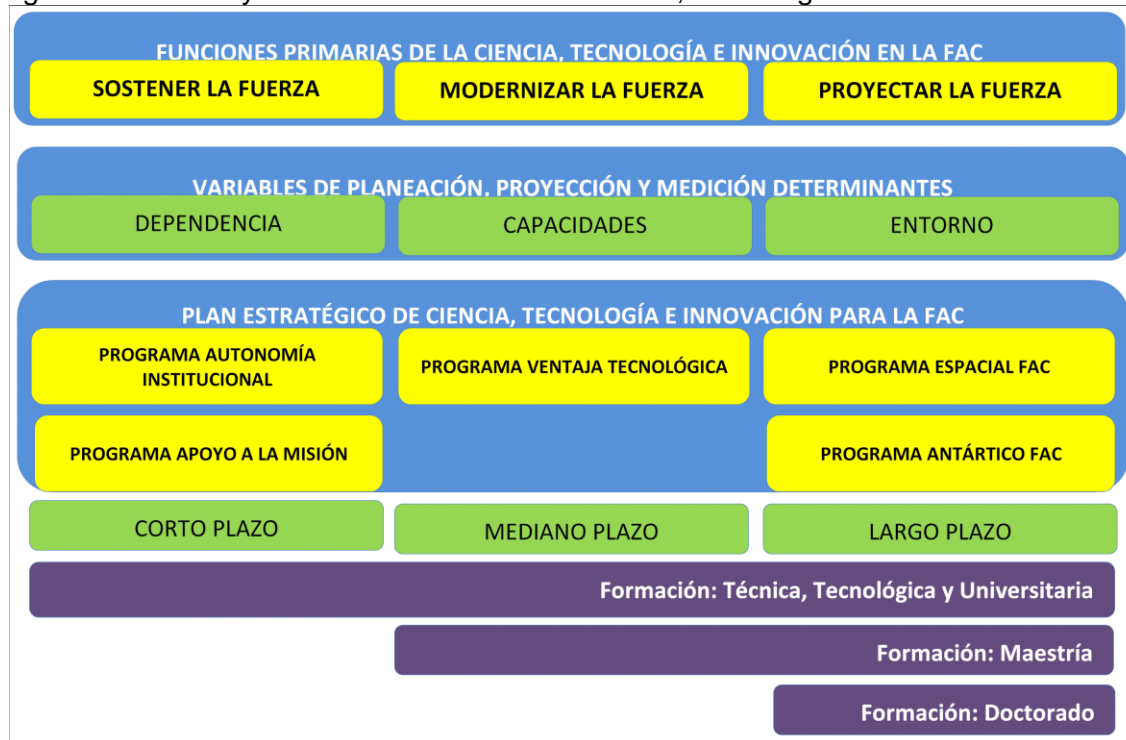 FUNCIONES PRIMARIAS DE LA CIENCIA, TECNOLOGÍA E INNOVACIÓN EN LA FAC
SOSTENER LA FUERZA
MODERNIZAR LA FUERZA
PROYECTAR LA FUERZA
VARIABLES DE PLANEACIÓN, PROYECCIÓN Y MEDICIÓN DETERMINANTES
DEPENDENCIA
CAPACIDADES
ENTORNO
PLAN ESTRATÉGICO DE CIENCIA, TECNOLOGÍA E INNOVACIÓN PARA LA FAC
PROGRAMA AUTONOMÍA
INSTITUCIONAL
PROGRAMA VENTAJA TECNOLÓGICA
PROGRAMA ESPACIAL FAC
PROGRAMA APOYO A LA MISIÓN
PROGRAMA ANTÁRTICO FAC
CORTO PLAZO
MEDIANO PLAZO
LARGO PLAZO
Formación: Técnica, Tecnológica y Universitaria
Formación: Maestría
Formación: Doctorado